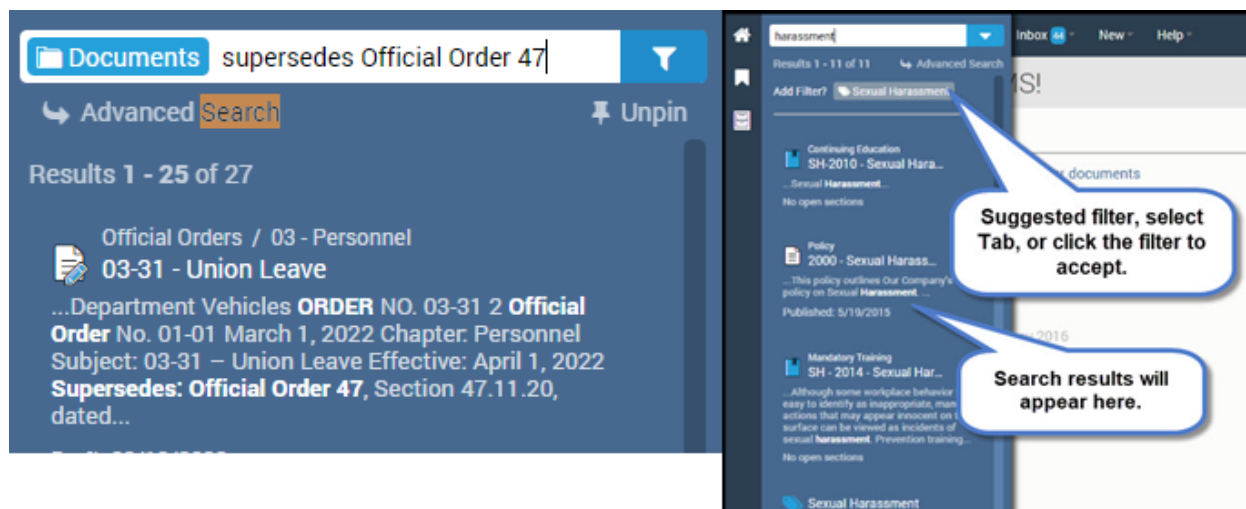 Documents supersedes Official Order 47
Advanced Search Unpin
Results 1 - 25 of 27
Official Orders / 03 - Personnel
03-31 - Union Leave
...Department Vehicles ORDER NO. 03-31 2 Official
Order No. 01-01 March 1, 2022 Chapter: Personnel
Subject: 03-31 – Union Leave Effective: April 1, 2022
Supersedes: Official Order 47, Section 47.11.20,
dated...
harassment
Inbox 44 New Help
Results 1 - 11 of 11 Advanced Search
Add Filter? Sexual Harassment
Continuing Education
SH-2010 - Sexual Hara...
...Sexual Harassment...
No open sections
documents
Suggested filter, select
Tab, or click the filter to
accept.
Policy
2000 - Sexual Harass...
...This policy outlines Our Company's
policy on Sexual Harassment. ...
Published: 5/19/2015
2016
Search results will
appear here.
Mandatory Training
SH - 2014 - Sexual Har...
...Although some workplace behavior
easy to identify as inappropriate,
actions that may appear innocent on
surface can be viewed as incidents of
sexual harassment. Prevention training...
No open sections
Sexual Harassment